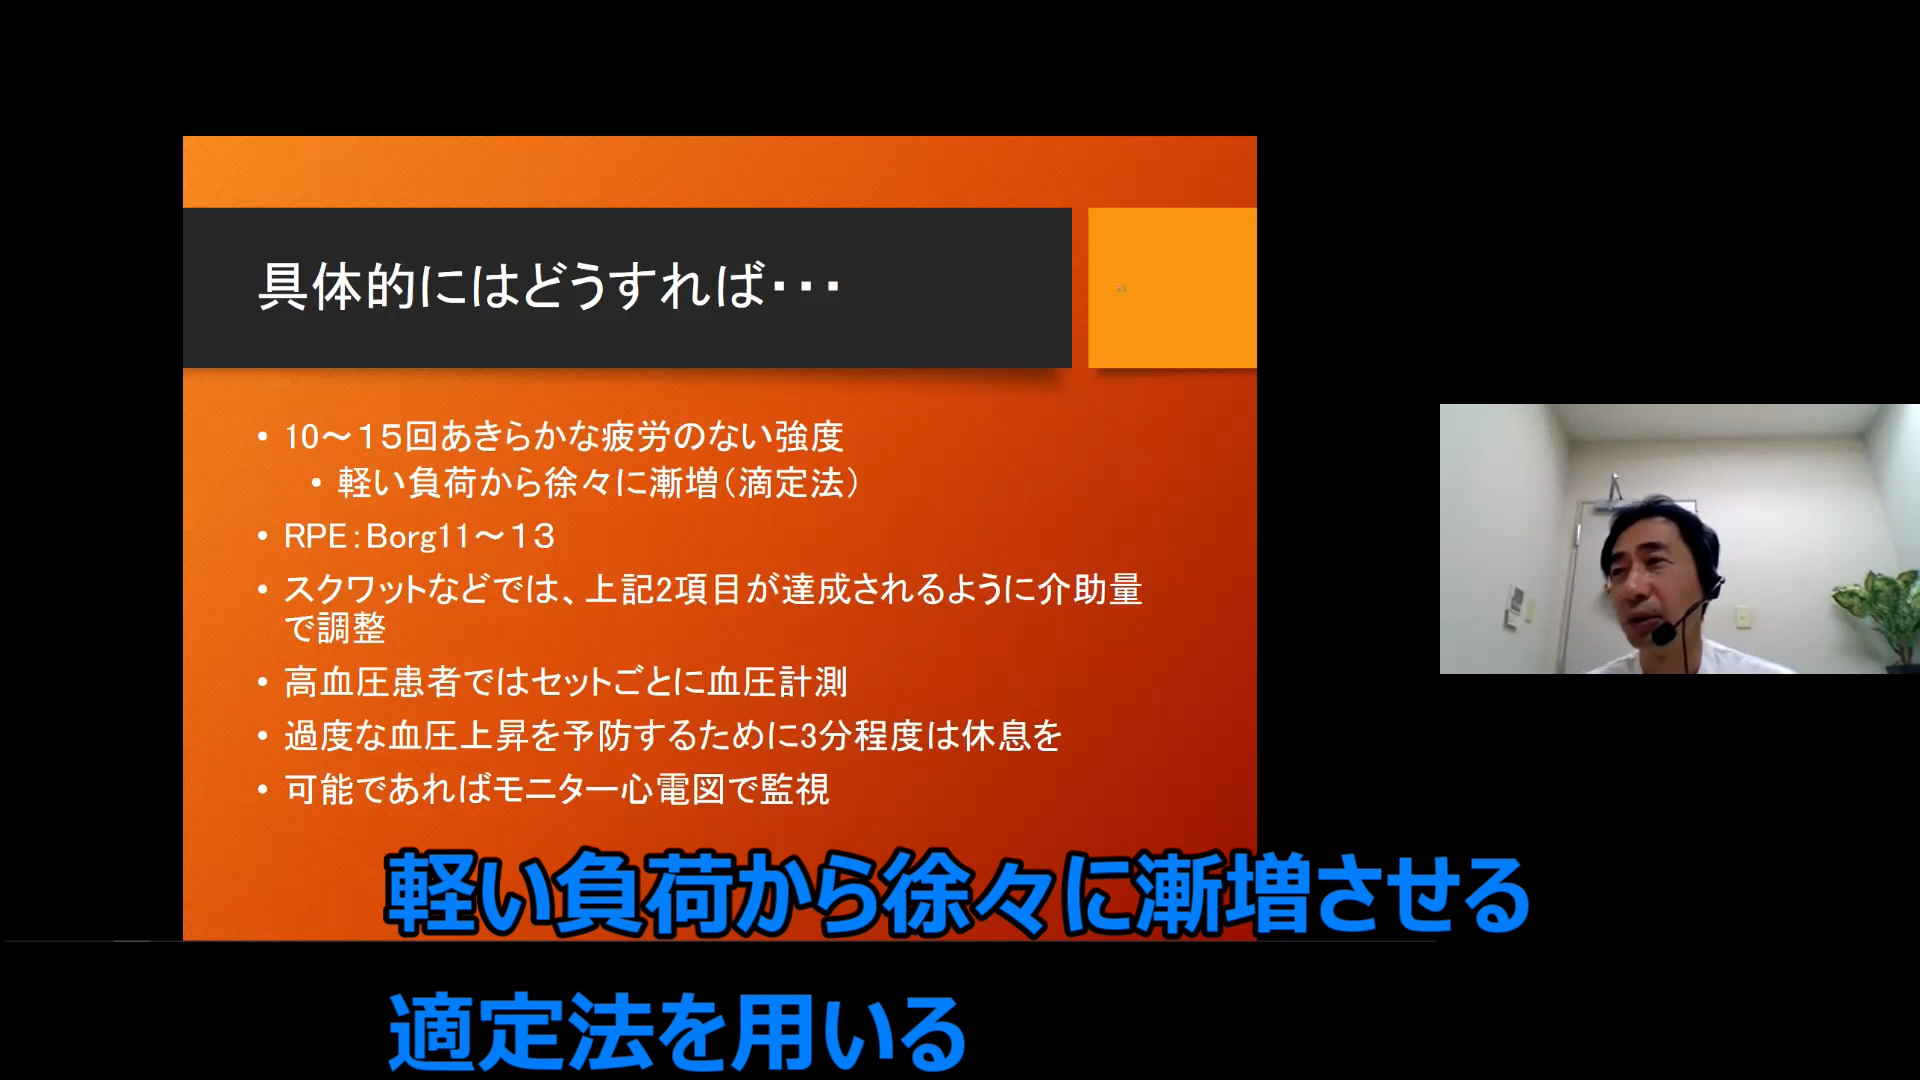 具体的にはどうすれば・・・
• 10～15回あきらかな疲労のない強度
• 軽い負荷から徐々に漸増（滴定法）
• RPE：Borg11～13
• スクワットなどでは、上記2項目が達成されるように介助量
で調整
• 高血圧患者ではセットごとに血圧計測
• 過度な血圧上昇を予防するために3分程度は休息を
• 可能であればモニター心電図で監視
軽い負荷から徐々に漸増させる
適定法を用いる